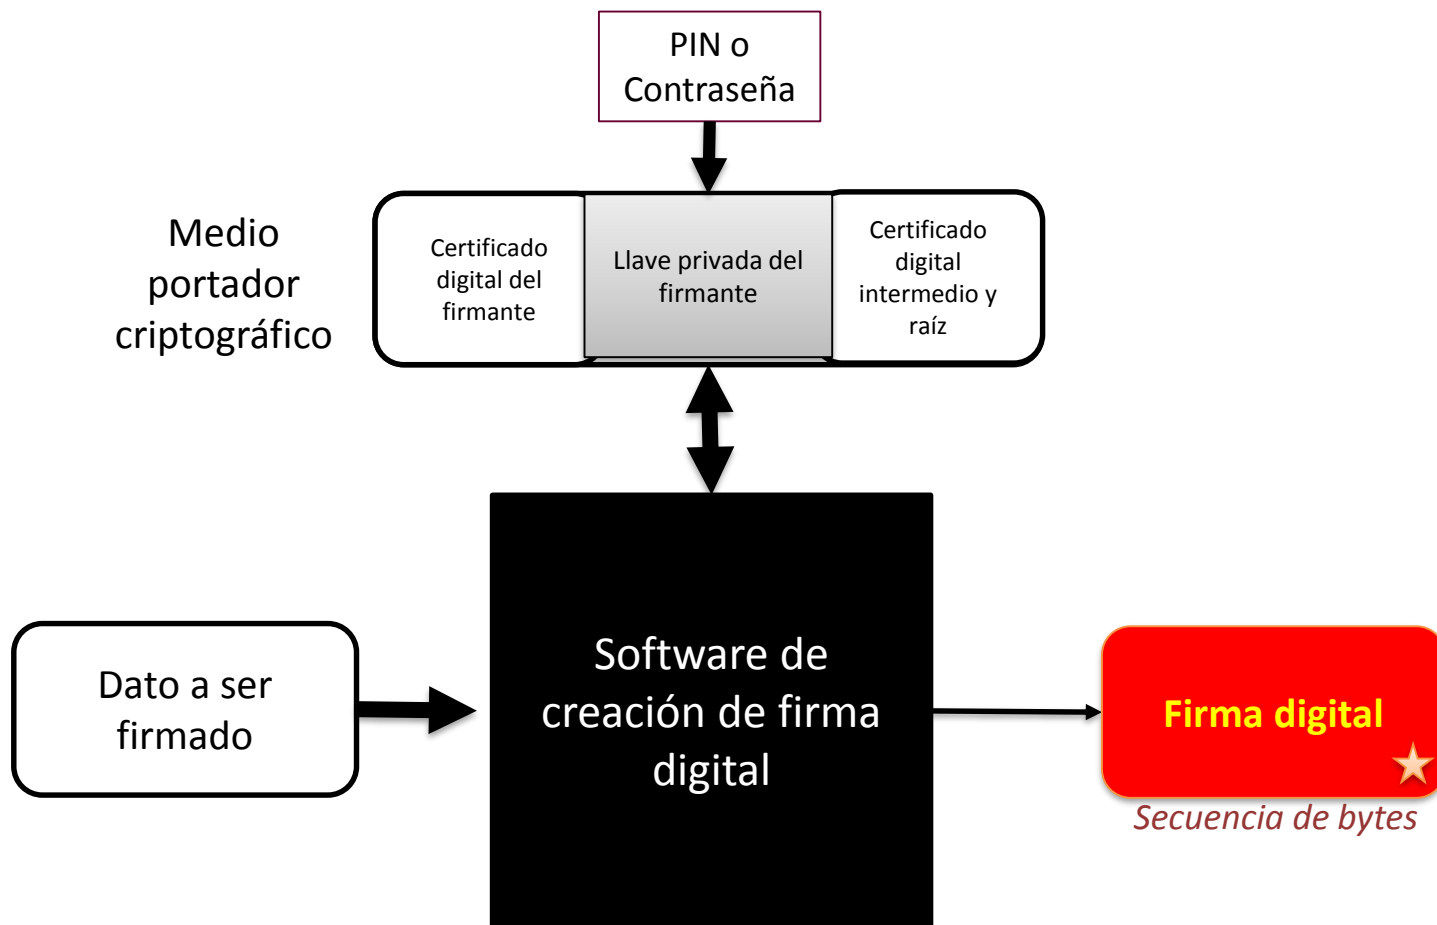 PIN o
Contraseña
Medio
portador
criptográfico
Certificado
digital del
firmante
Llave privada del
firmante
Certificado
digital
intermedio y
raíz
Dato a ser
firmado
Software de
creación de firma
digital
Firma digital
Secuencia de bytes